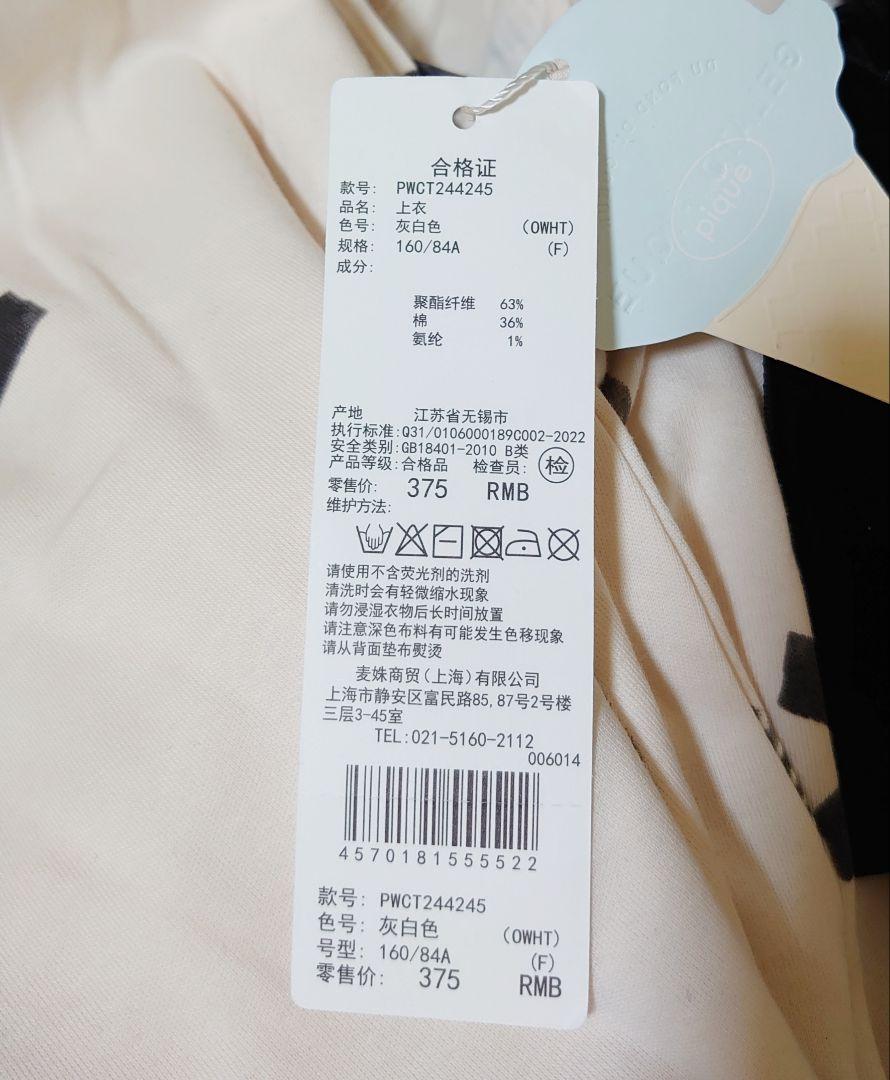 合格证
款号: PWCT244245
品名: 上衣
色号: 灰白色 (OWHT)
规格: 160/84A (F)
成分:
聚酯纤维 63%
棉 36%
氨纶 1%
产地 江苏省无锡市
执行标准:Q31/0106000189C002-2022
安全类别:GB18401-2010 B类
产品等级:合格品 检查员: 检
零售价: 375 RMB
维护方法:
请使用不含荧光剂的洗剂
清洗时会有轻微缩水现象
请勿浸湿衣物后长时间放置
请注意深色布料有可能发生色移现象
请从背面垫布熨烫
麦姝商贸(上海)有限公司
上海市静安区富民路85,87号2号楼
三层3-45室
TEL:021-5160-2112
006014
4570181555522
款号: PWCT244245
色号: 灰白色 (OWHT)
号型: 160/84A (F)
零售价: 375 RMB
pique